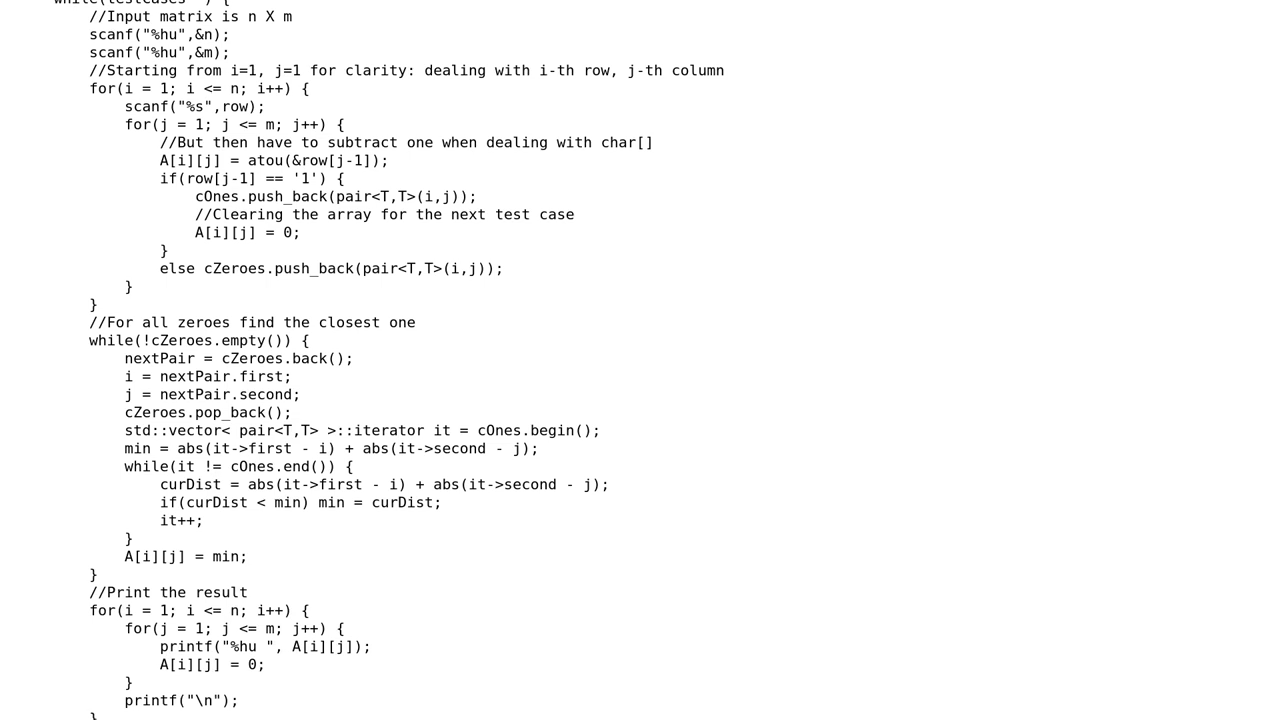 //Input matrix is n X m
scanf("%hu",&n);
scanf("%hu",&m);
//Starting from i=1, j=1 for clarity: dealing with i-th row, j-th column
for(i = 1; i <= n; i++) {
scanf("%s",row);
for(j = 1; j <= m; j++) {
//But then have to subtract one when dealing with char[]
A[i][j] = atou(&row[j-1]);
if(row[j-1] == '1') {
cOnes.push_back(pair<T,T>(i,j));
//Clearing the array for the next test case
A[i][j] = 0;
}
else cZeroes.push_back(pair<T,T>(i,j));
}
}
//For all zeroes find the closest one
while(!cZeroes.empty()) {
nextPair = cZeroes.back();
i = nextPair.first;
j = nextPair.second;
cZeroes.pop_back();
std::vector< pair<T,T> >::iterator it = cOnes.begin();
min = abs(it->first - i) + abs(it->second - j);
while(it != cOnes.end()) {
curDist = abs(it->first - i) + abs(it->second - j);
if(curDist < min) min = curDist;
it++;
}
A[i][j] = min;
}
//Print the result
for(i = 1; i <= n; i++) {
for(j = 1; j <= m; j++) {
printf("%hu ", A[i][j]);
A[i][j] = 0;
}
printf("\n");
}